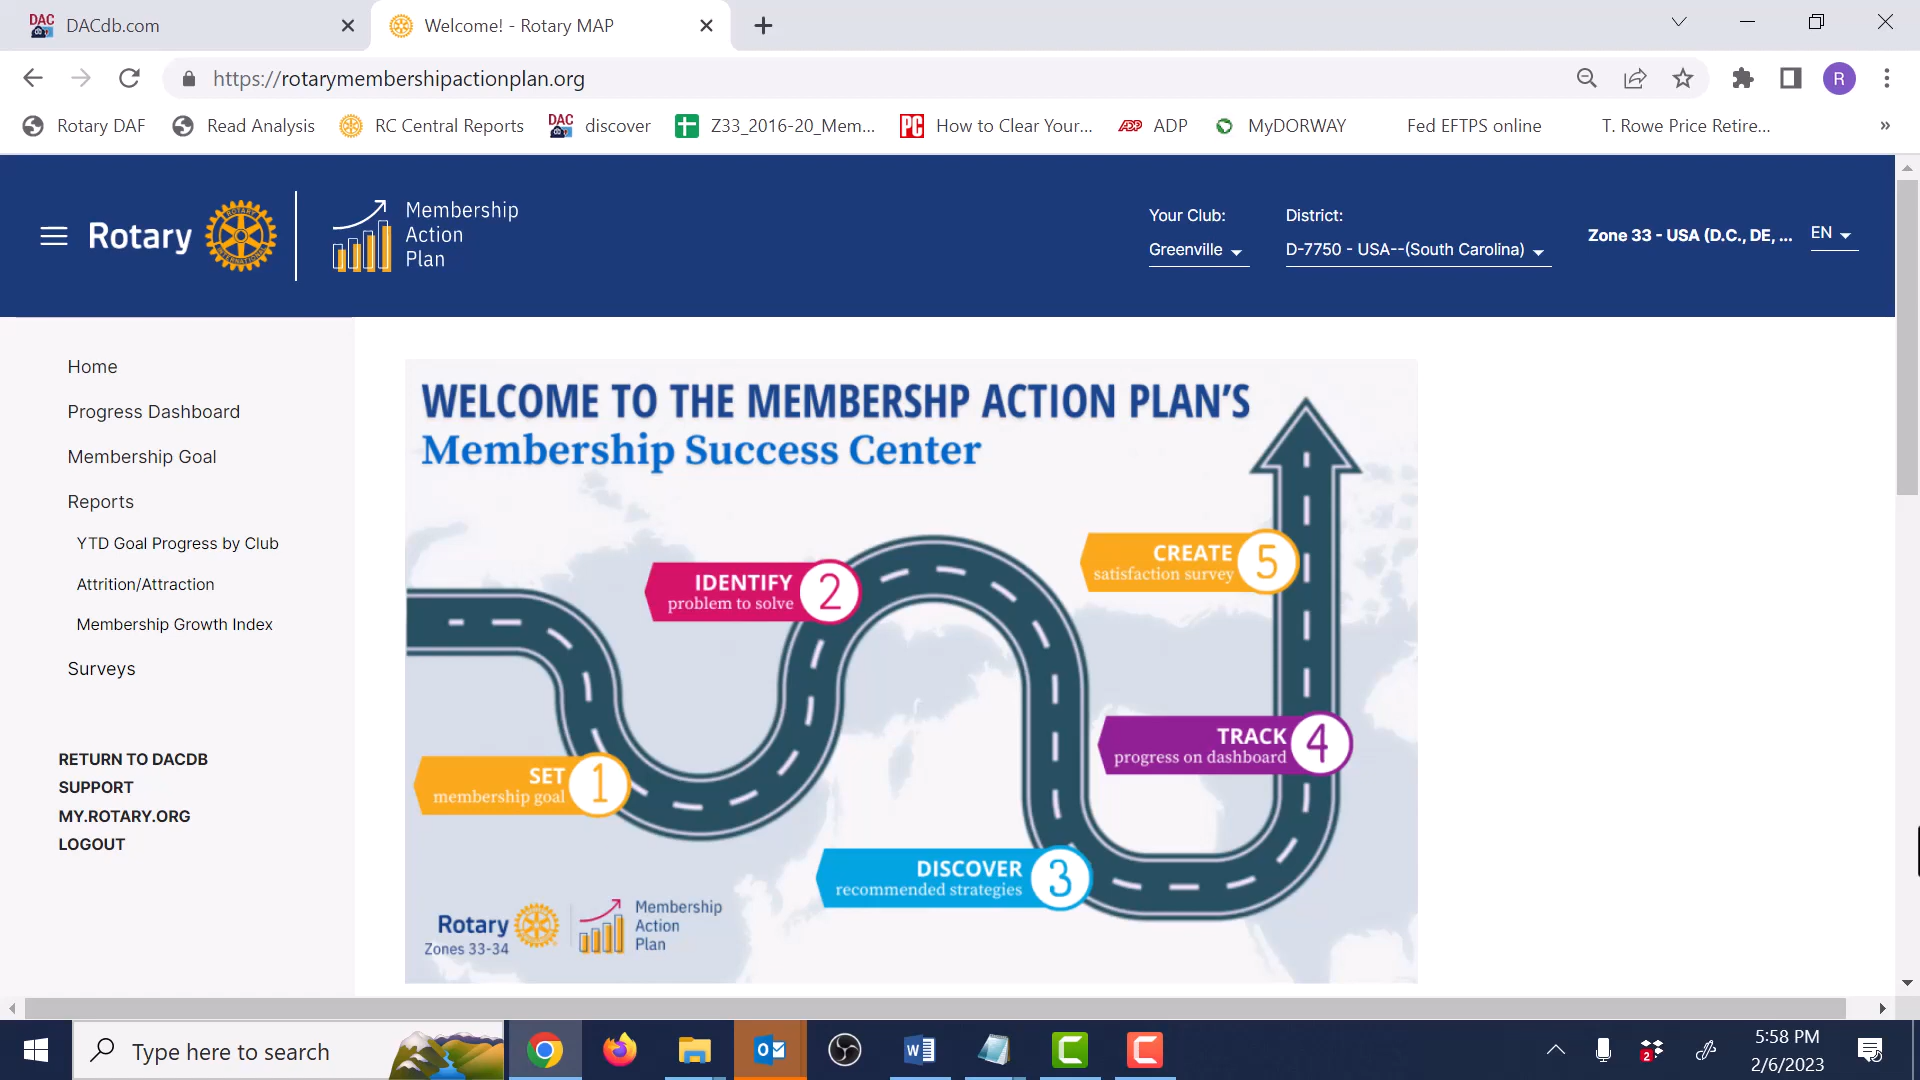 DAC
DACdb.com
Welcome! - Rotary MAP
https://rotarymembershipactionplan.org
R
Rotary DAF
Read Analysis
RC Central Reports
DAC
discover
Z33_2016-20_Mem...
PC
How to Clear Your...
ADP
ADP
MyDORWAY
Fed EFTPS online
T. Rowe Price Retire...
»
Rotary
Membership
Action
Plan
Your Club:
Greenville
District:
D-7750 - USA--(South Carolina)
Zone 33 - USA (D.C., DE, ...
EN
Home
Progress Dashboard
Membership Goal
Reports
YTD Goal Progress by Club
Attrition/Attraction
Membership Growth Index
Surveys
RETURN TO DACDB
SUPPORT
MY.ROTARY.ORG
LOGOUT
WELCOME TO THE MEMBERSHP ACTION PLAN'S
Membership Success Center
SET
membership goal
1
IDENTIFY
problem to solve
2
DISCOVER
recommended strategies
3
TRACK
progress on dashboard
4
CREATE
satisfaction survey
5
Rotary
Zones 33-34
Membership
Action
Plan
Type here to search
2
5:58 PM
2/6/2023